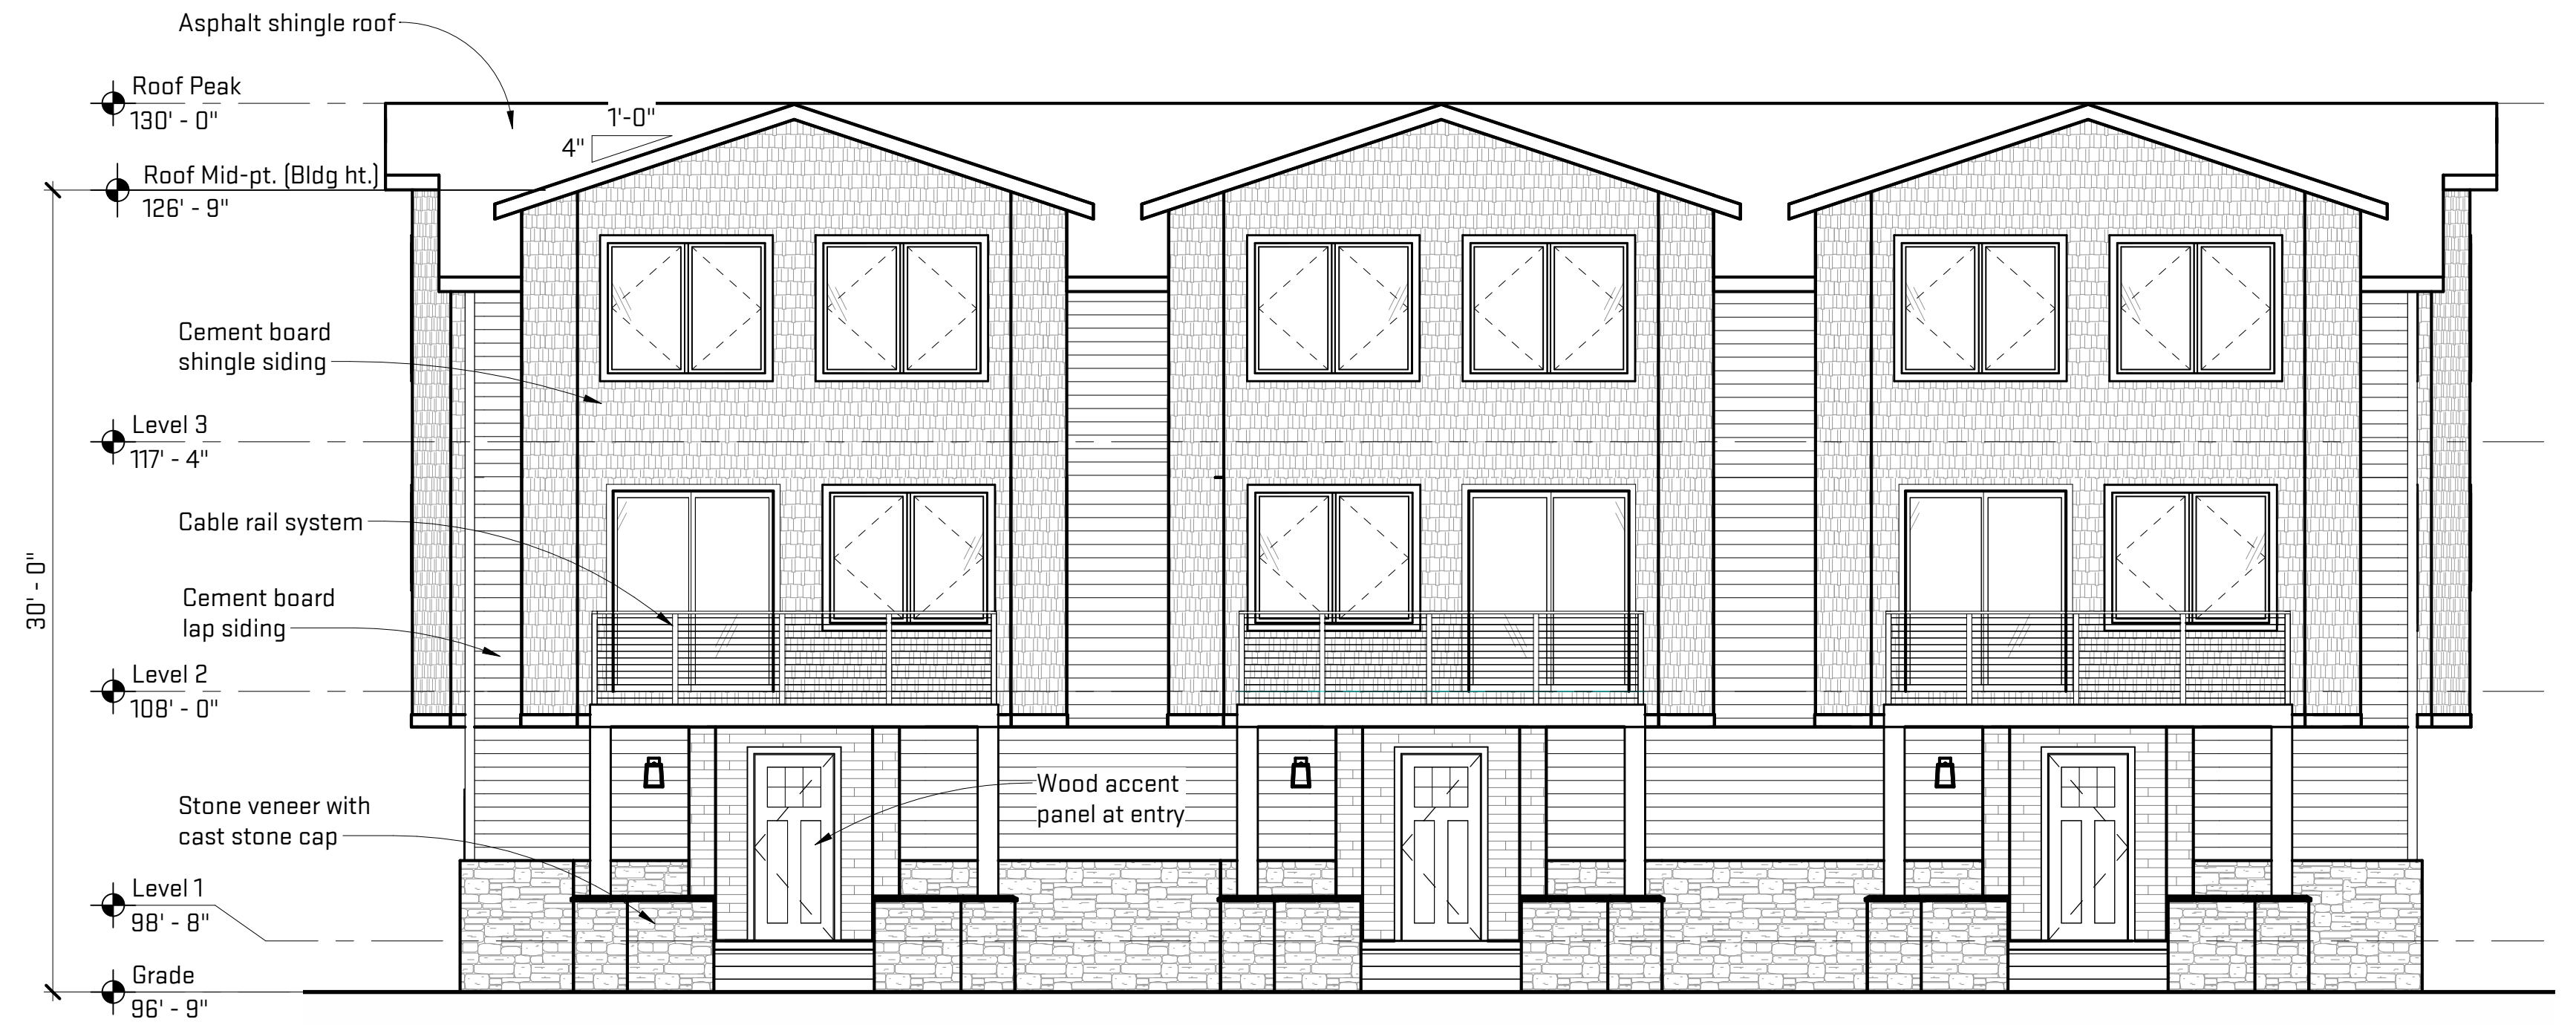 Asphalt shingle roof
Roof Peak
130' - 0"
1'-0"
4"
Roof Mid-pt. (Bldg ht.)
126' - 9"
Cement board
shingle siding
Level 3
117' - 4"
Cable rail system
30' - 0"
Cement board
lap siding
Level 2
108' - 0"
Wood accent
panel at entry
Stone veneer with
cast stone cap
Level 1
98' - 8"
Grade
96' - 9"